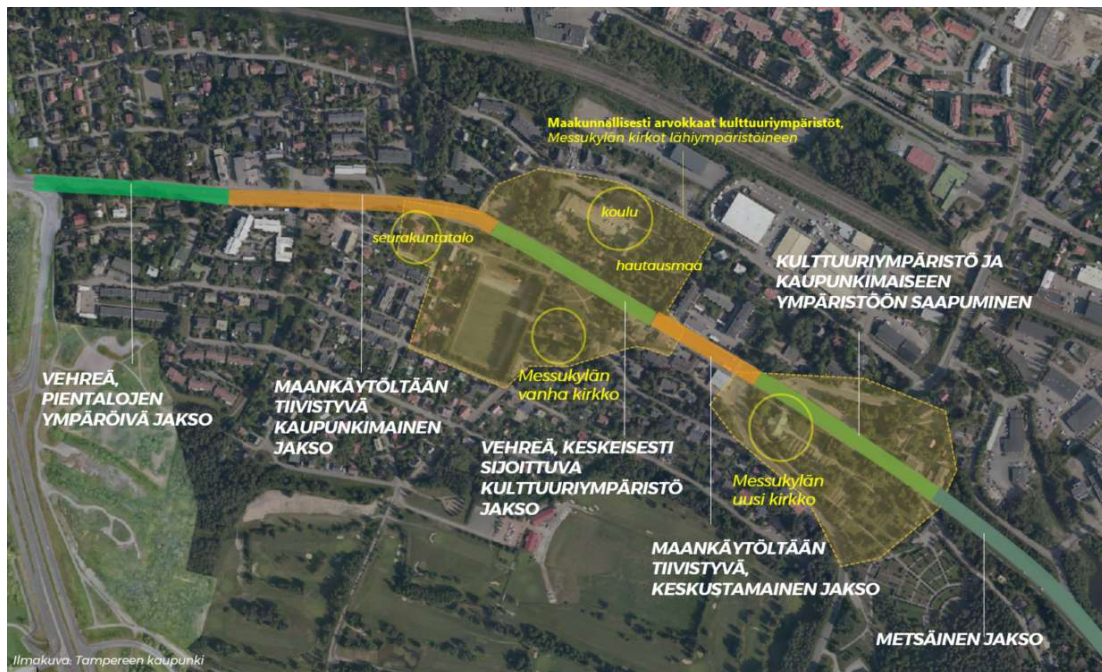 Maakunnallisesti arvokkaat kulttuuriympäristöt,
Messukylän kirkot lähiympäristöineen
koulu
seurakuntatalo
hautausmaa
KULTTUURIYMPÄRISTÖ JA
KAUPUNKIMAISEEN
YMPÄRISTÖÖN SAAPUMINEN
VEHREÄ,
PIENTALOJEN
YMPÄRÖIVÄ JAKSO
MAANKÄYTÖLTÄÄN
TIIVISTYVÄ
KAUPUNKIMAINEN
JAKSO
Messukylän
vanha kirkko
VEHREÄ, KESKEISESTI
SIJOITTUVA
KULTTUURIYMPÄRISTÖ
JAKSO
Messukylän
uusi kirkko
MAANKÄYTÖLTÄÄN
TIIVISTYVÄ,
KESKUSTAMAINEN JAKSO
METSÄINEN JAKSO
Ilmakuva: Tampereen kaupunki